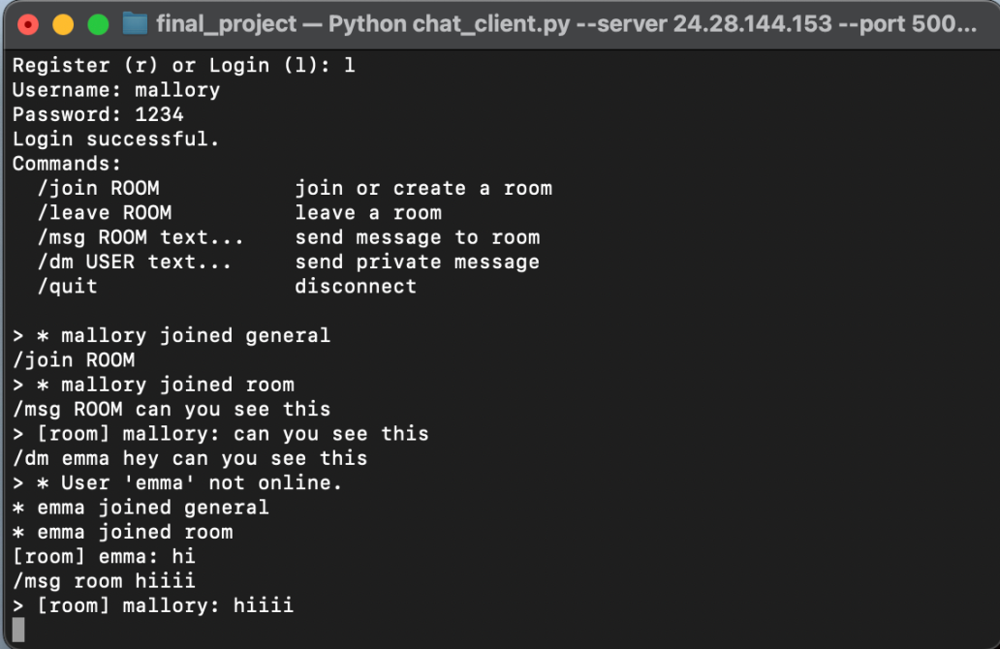 final_project — Python chat_client.py --server 24.28.144.153 --port 500...
Register (r) or Login (l): l
Username: mallory
Password: 1234
Login successful.
Commands:
  /join ROOM           join or create a room
  /leave ROOM          leave a room
  /msg ROOM text...    send message to room
  /dm USER text...     send private message
  /quit                disconnect

> * mallory joined general
/join ROOM
> * mallory joined room
/msg ROOM can you see this
> [room] mallory: can you see this
/dm emma hey can you see this
> * User 'emma' not online.
* emma joined general
* emma joined room
[room] emma: hi
/msg room hiiii
> [room] mallory: hiiii